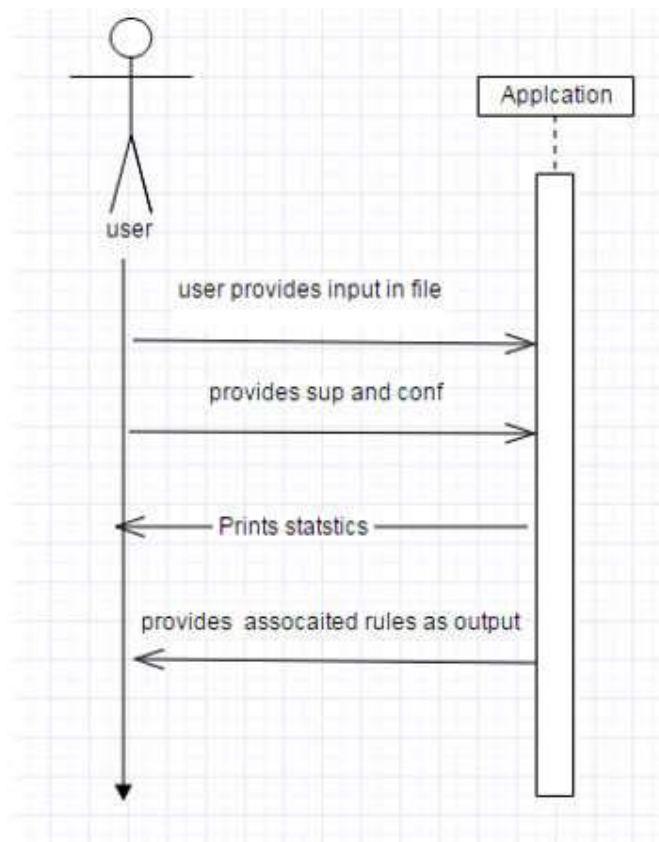 Applcation
user
user provides input in file
provides sup and conf
Prints statstics
provides assocaited rules as output